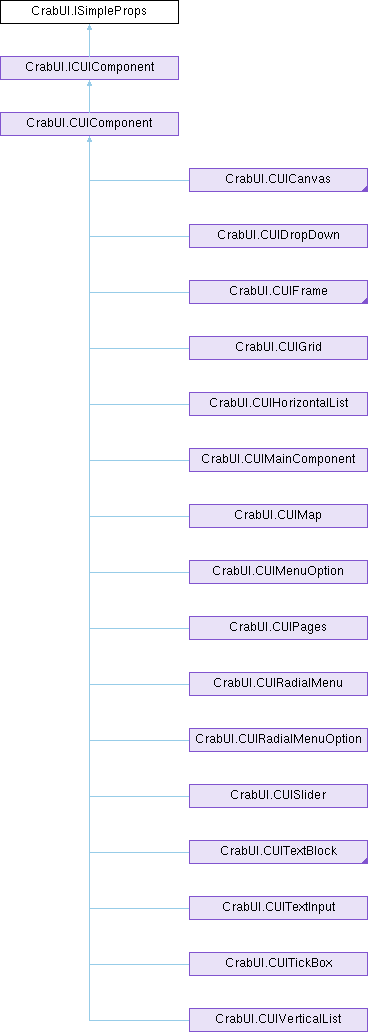 CrabUI.ISimpleProps
CrabUI.ICUIComponent
CrabUI.CUIComponent
CrabUI.CUICanvas
CrabUI.CUIDropDown
CrabUI.CUIFrame
CrabUI.CUIGrid
CrabUI.CUIHorizontalList
CrabUI.CUIMainComponent
CrabUI.CUIMap
CrabUI.CUIMenuOption
CrabUI.CUIPages
CrabUI.CUIRadialMenu
CrabUI.CUIRadialMenuOption
CrabUI.CUISlider
CrabUI.CUITextBlock
CrabUI.CUITextInput
CrabUI.CUITickBox
CrabUI.CUIVerticalList